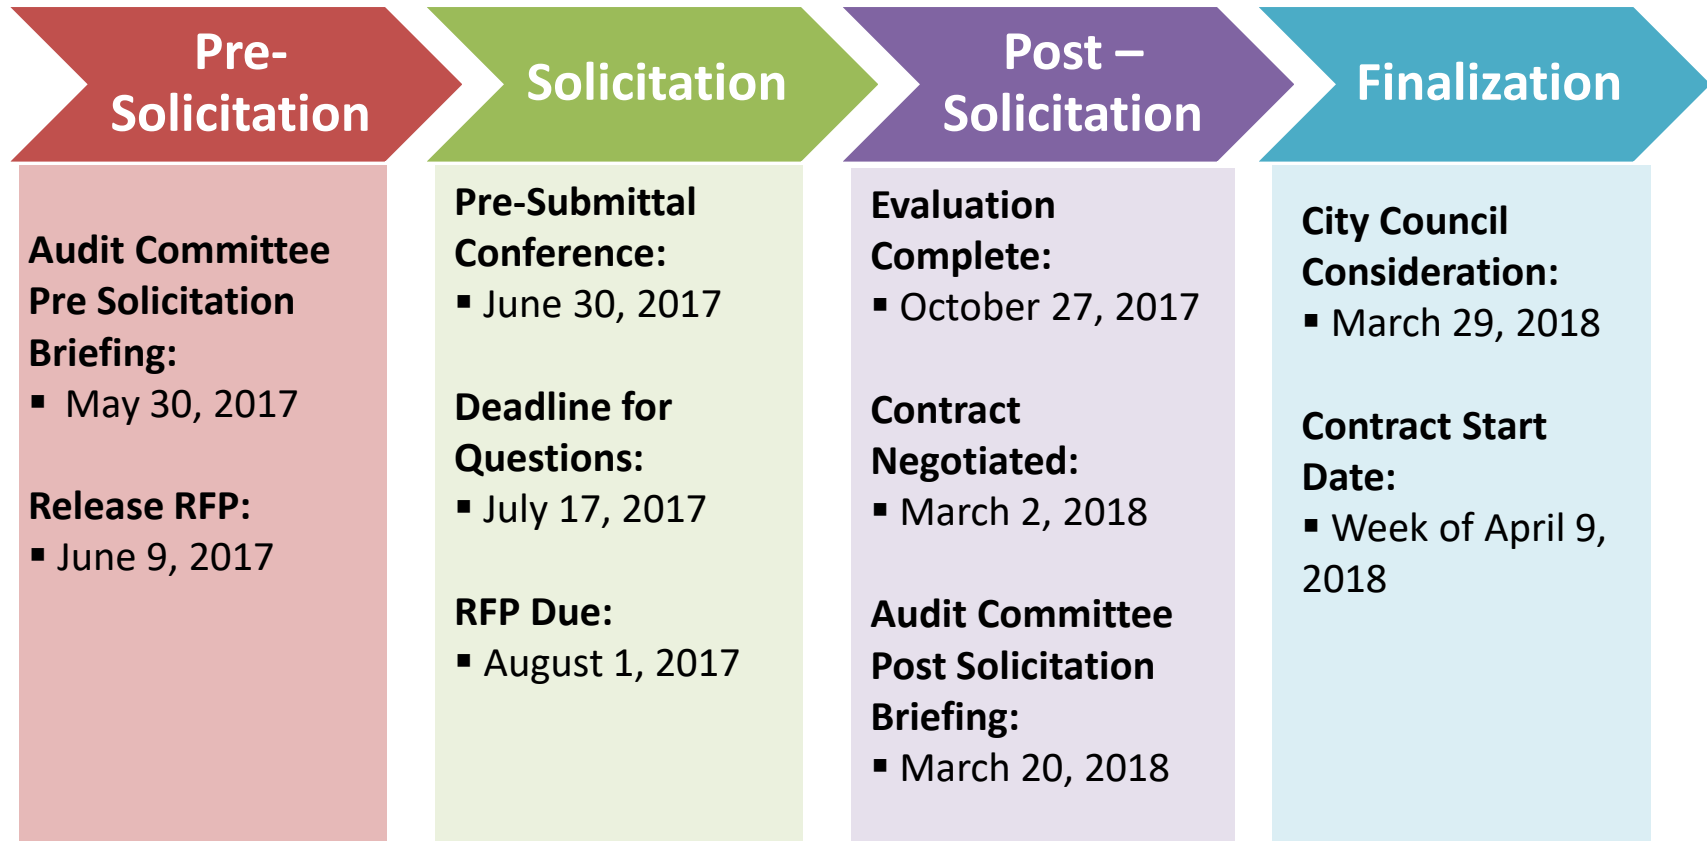 Pre-
Solicitation
Solicitation
Post –
Solicitation
Finalization
Audit Committee
Pre Solicitation
Briefing:
▪ May 30, 2017
Release RFP:
▪ June 9, 2017
Pre-Submittal
Conference:
▪ June 30, 2017
Deadline for
Questions:
▪ July 17, 2017
RFP Due:
▪ August 1, 2017
Evaluation
Complete:
▪ October 27, 2017
Contract
Negotiated:
▪ March 2, 2018
Audit Committee
Post Solicitation
Briefing:
▪ March 20, 2018
City Council
Consideration:
▪ March 29, 2018
Contract Start
Date:
▪ Week of April 9,
2018